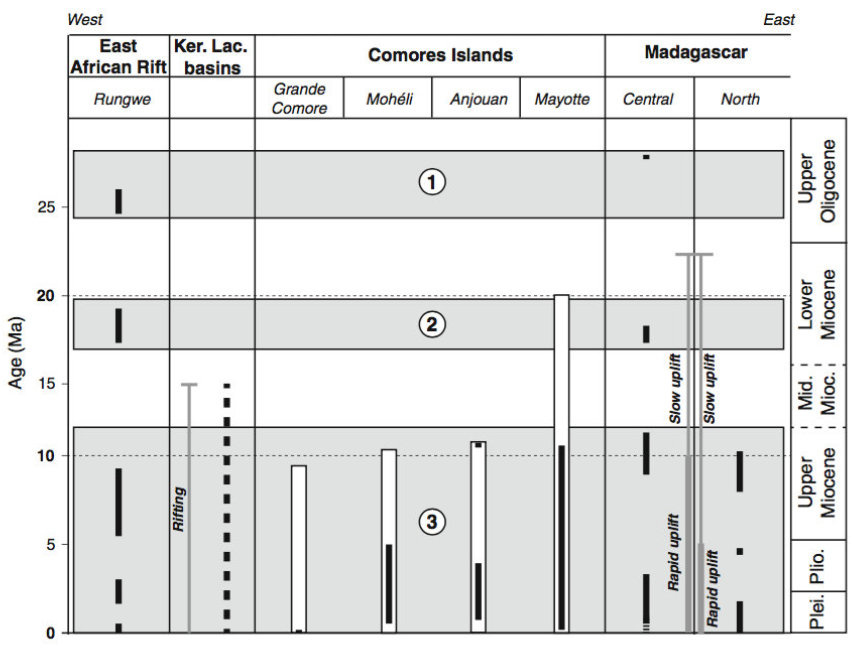 West
East
East
African Rift
Ker. Lac.
basins
Comores Islands
Madagascar
Rungwe
Grande
Comore
Mohéli
Anjouan
Mayotte
Central
North
1
2
3
Age (Ma)
25
20
15
10
5
0
Rifting
Slow uplift
Slow uplift
Rapid uplift
Rapid uplift
Upper
Oligocene
Lower
Miocene
Mid.
Mioc.
Upper
Miocene
Plio.
Plei.